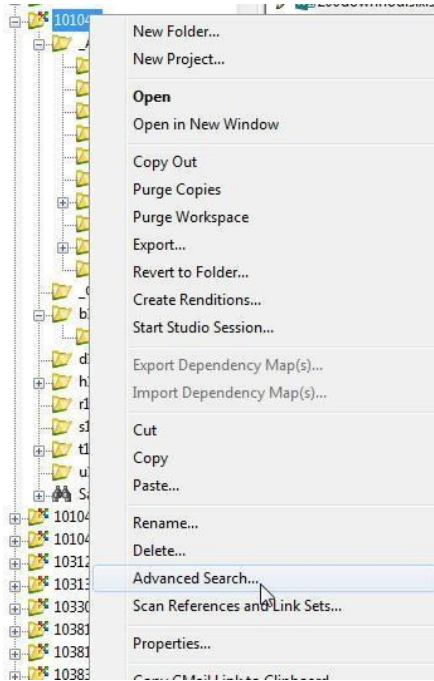 10104
New Folder...
New Project...
Open
Open in New Window
Copy Out
Purge Copies
Purge Workspace
Export...
Revert to Folder...
Create Renditions...
Start Studio Session...
Export Dependency Map(s)...
Import Dependency Map(s)...
Cut
Copy
Paste...
Rename...
Delete...
Advanced Search...
Scan References and Link Sets...
Properties...
10104
10104
10312
10313
10330
10381
10381
10383